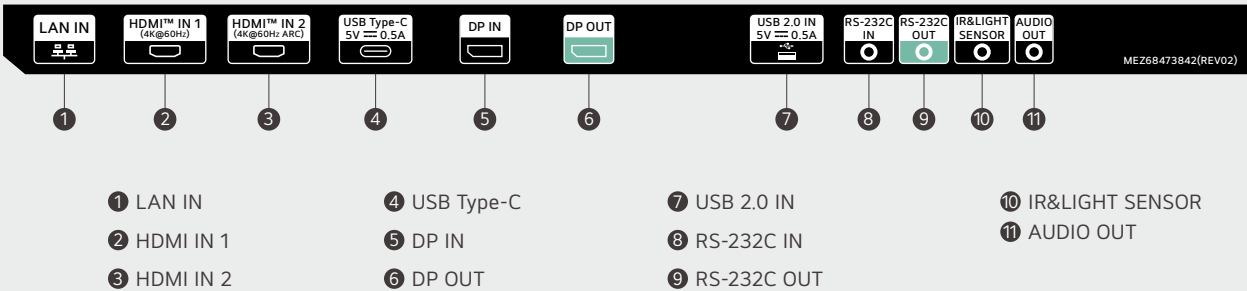 LAN IN
HDMI™ IN 1
(4K@60Hz)
HDMI™ IN 2
(4K@60Hz ARC)
USB Type-C
5V ⎓ 0.5A
DP IN
DP OUT
USB 2.0 IN
5V ⎓ 0.5A
RS-232C
IN
RS-232C
OUT
IR&LIGHT
SENSOR
AUDIO
OUT
MEZ68473842(REV02)
1 2 3 4 5 6 7 8 9 10 11
1 LAN IN
2 HDMI IN 1
3 HDMI IN 2
4 USB Type-C
5 DP IN
6 DP OUT
7 USB 2.0 IN
8 RS-232C IN
9 RS-232C OUT
10 IR&LIGHT SENSOR
11 AUDIO OUT